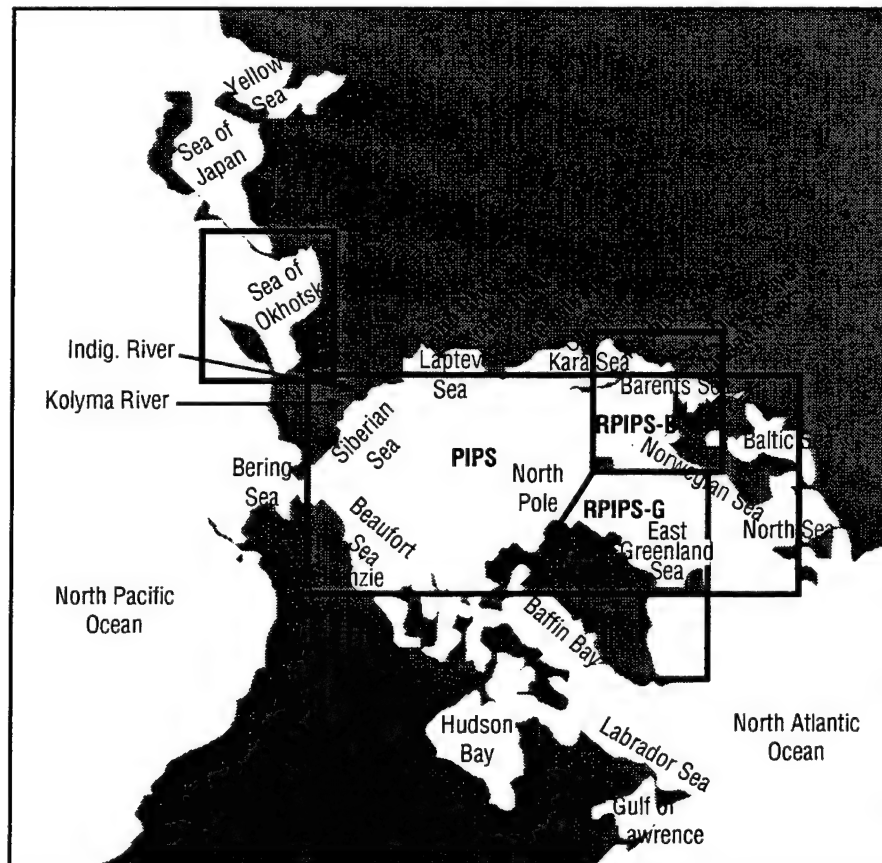 Yellow
Sea
Sea of
Japan
Sea of
Okhotsk
Indig. River
Kolyma River
Laptev
Sea
Kara Sea
Barents Sea
RPIPS-B
Siberian
Sea
PIPS
Baltic
Norwegian Sea
Bering
Sea
North
Pole
RPIPS-G
Beaufort
Sea
nzie
East
Greenland
Sea
North Sea
North Pacific
Ocean
Baffin Bay
Hudson
Bay
Labrador Sea
North Atlantic
Ocean
Gulf of
awrence